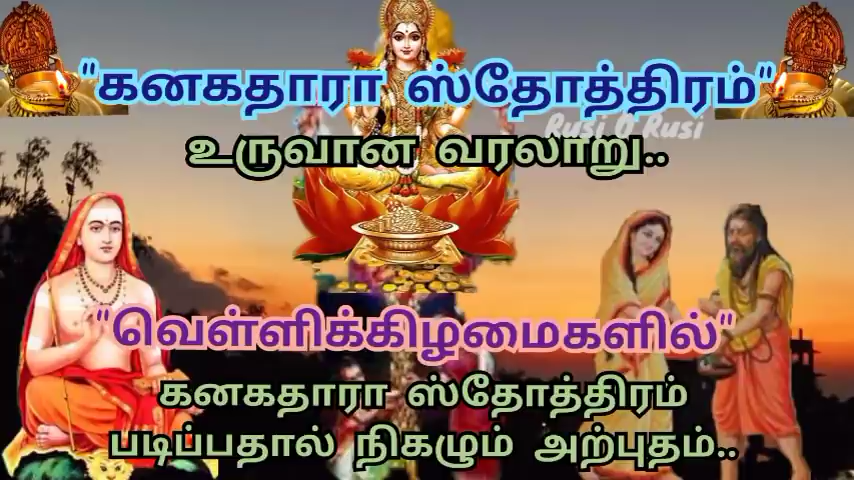 "கனகதாரா ஸ்தோத்திரம்"
Rusi O Rusi
உருவான வரலாறு..
"வெள்ளிக்கிழமைகளில்"
கனகதாரா ஸ்தோத்திரம்
படிப்பதால் நிகழும் அற்புதம்..